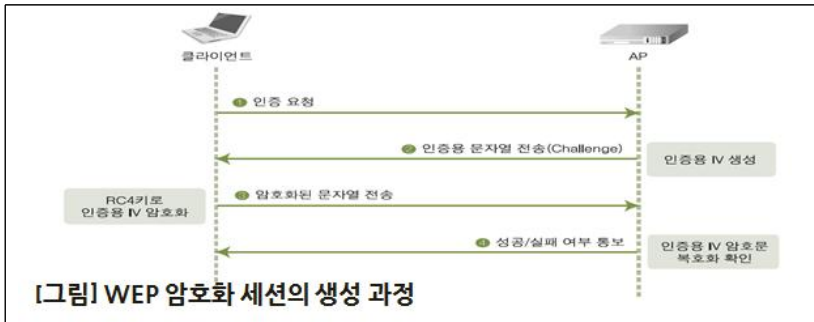 클라이언트
AP
❶ 인증 요청
❷ 인증용 문자열 전송(Challenge)
인증용 IV 생성
RC4키로
인증용 IV 암호화
❸ 암호화된 문자열 전송
❹ 성공/실패 여부 통보
인증용 IV 암호문
복호화 확인
[그림] WEP 암호화 세션의 생성 과정